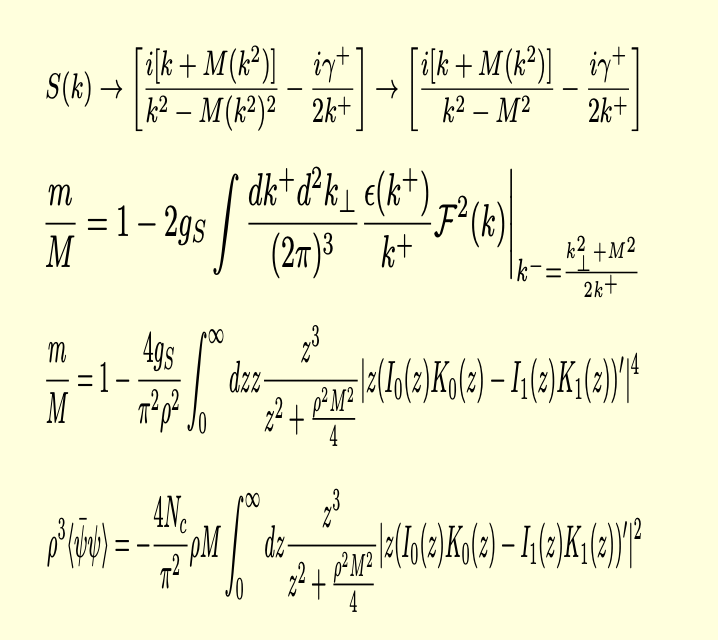 S(k) → [ i[k + M(k²)] / k² − M(k²)² − iγ⁺ / 2k⁺ ] → [ i[k + M(k²)] / k² − M² − iγ⁺ / 2k⁺ ]
m/M = 1 − 2g_S ∫ dk⁺d²k_⊥ / (2π)³ ϵ(k⁺) / k⁺ ℱ²(k) |_{k⁻ = (k_⊥² + M²) / 2k⁺}
m/M = 1 − 4g_S / π²ρ² ∫₀^∞ dzz z³ / (z² + ρ²M²/4) |z(I₀(z)K₀(z) − I₁(z)K₁(z))′|⁴
ρ³⟨ψ̄ψ⟩ = − 4N_c / π² ρM ∫₀^∞ dz z³ / (z² + ρ²M²/4) |z(I₀(z)K₀(z) − I₁(z)K₁(z))′|²